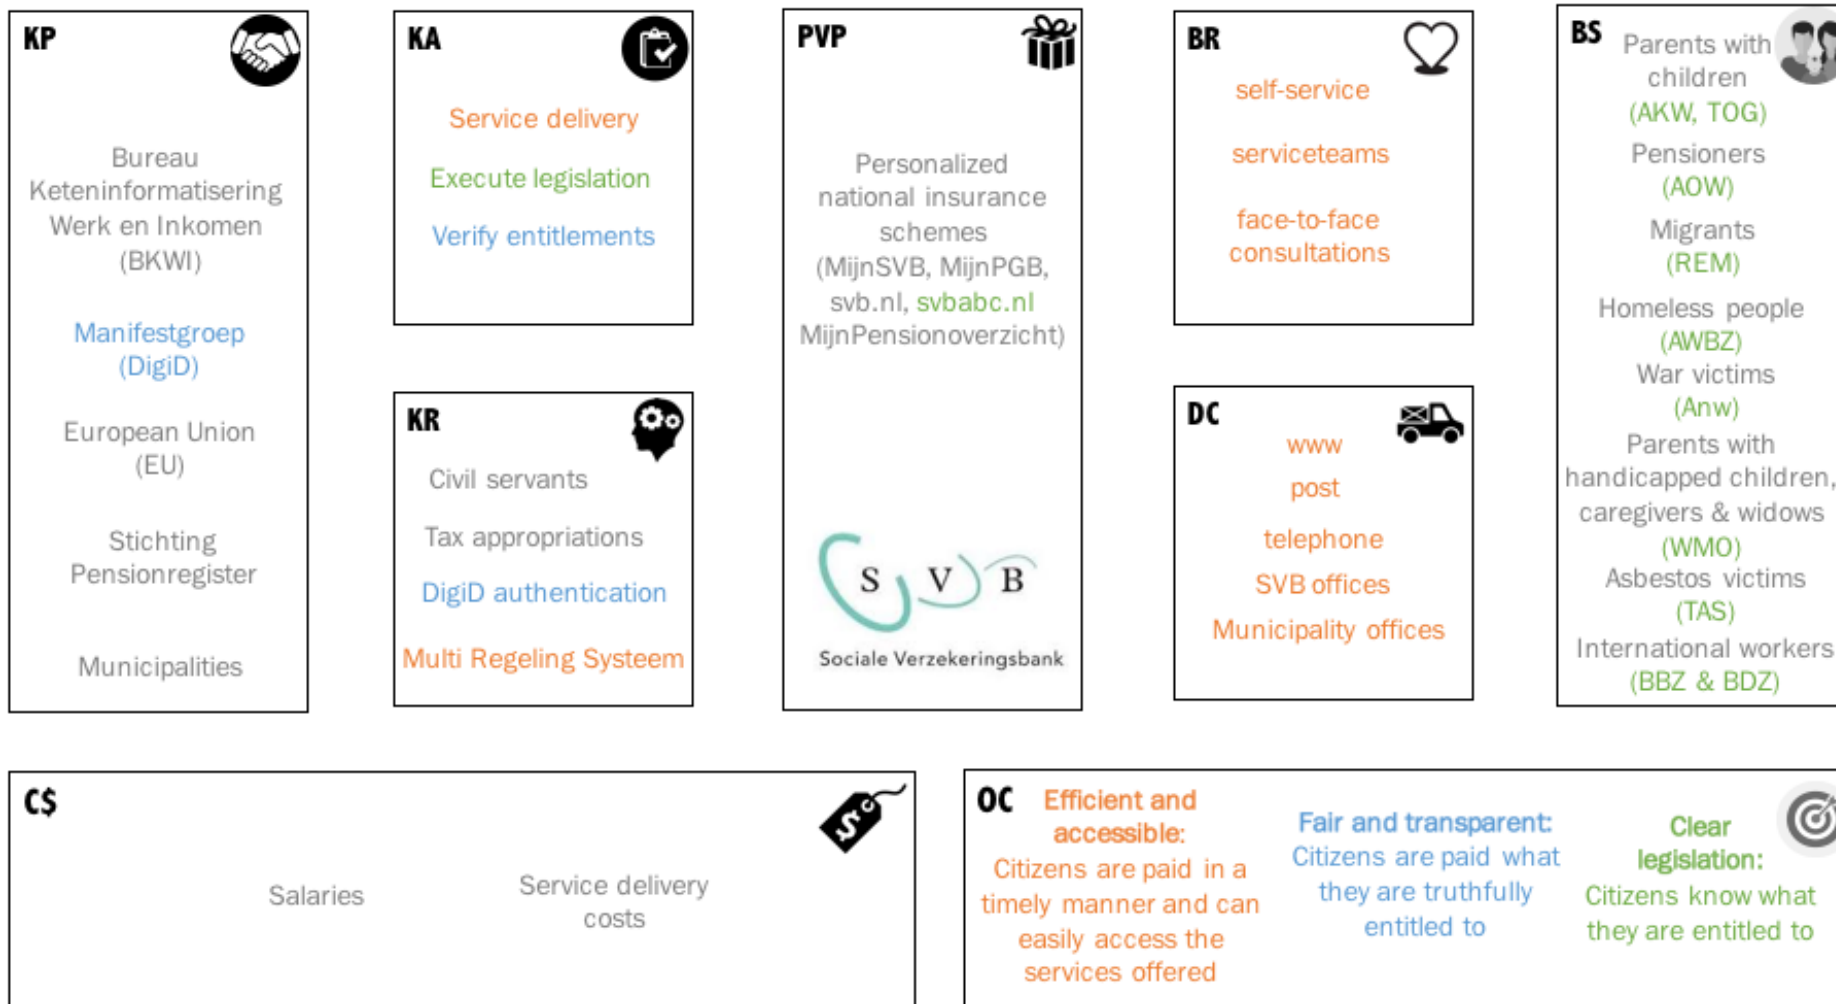 KP
Bureau
Keteninformatisering
Werk en Inkomen
(BKWI)
Manifestgroep
(DigiD)
European Union
(EU)
Stichting
Pensionregister
Municipalities
KA
Service delivery
Execute legislation
Verify entitlements
KR
Civil servants
Tax appropriations
DigiD authentication
Multi Regeling Systeem
PVP
Personalized
national insurance
schemes
(MijnSVB, MijnPGB,
svb.nl, svbabc.nl
MijnPensionoverzicht)
S V B
Sociale Verzekeringsbank
BR
self-service
serviceteams
face-to-face
consultations
DC
www
post
telephone
SVB offices
Municipality offices
BS
Parents with
children
(AKW, TOG)
Pensioners
(AOW)
Migrants
(REM)
Homeless people
(AWBZ)
War victims
(Anw)
Parents with
handicapped children,
caregivers & widows
(WMO)
Asbestos victims
(TAS)
International workers
(BBZ & BDZ)
C$
$
Salaries
Service delivery
costs
OC
Efficient and
accessible:
Citizens are paid in a
timely manner and can
easily access the
services offered
Fair and transparent:
Citizens are paid what
they are truthfully
entitled to
Clear
legislation:
Citizens know what
they are entitled to